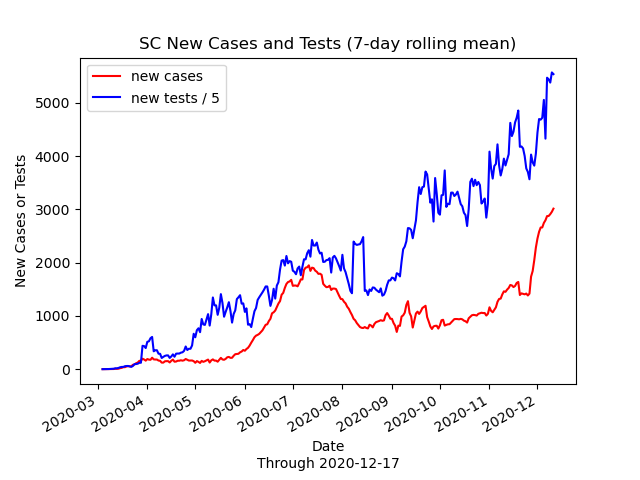 SC New Cases and Tests (7-day rolling mean)
new cases
new tests / 5
New Cases or Tests
5000
4000
3000
2000
1000
0
2020-03
2020-04
2020-05
2020-06
2020-07
2020-08
2020-09
2020-10
2020-11
2020-12
Date
Through 2020-12-17